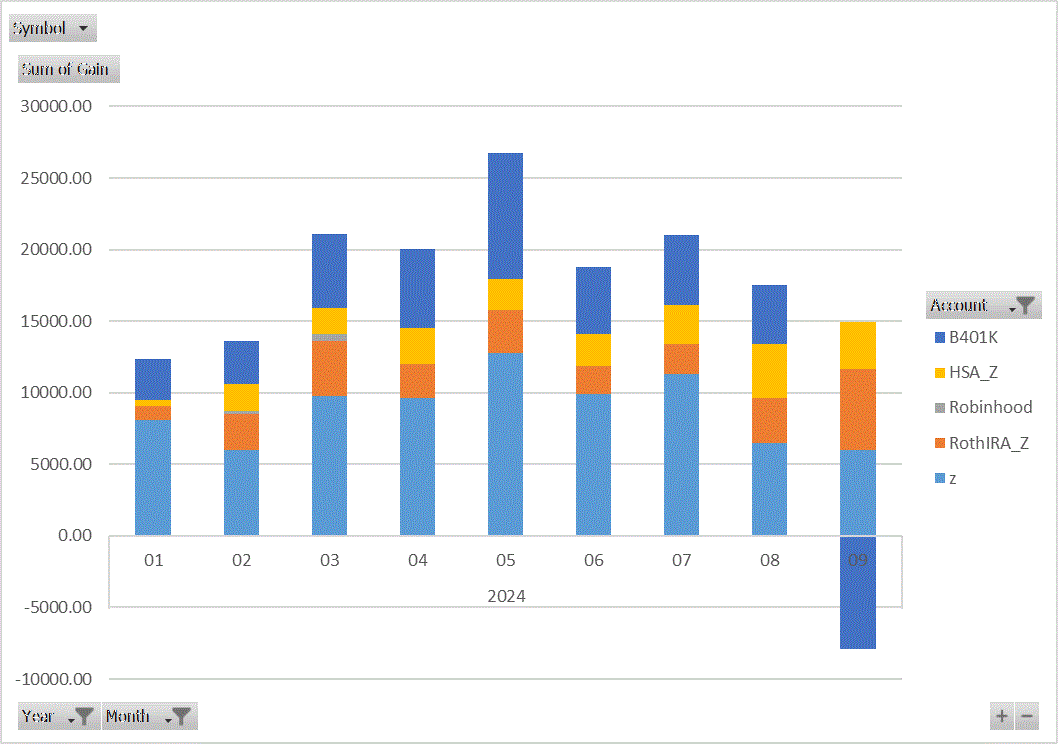 Symbol
Sum of Gain
30000.00
25000.00
20000.00
15000.00
10000.00
5000.00
0.00
-5000.00
-10000.00
01 02 03 04 05 06 07 08 09
2024
Account
B401K
HSA_Z
Robinhood
RothIRA_Z
z
Year Month
+ −